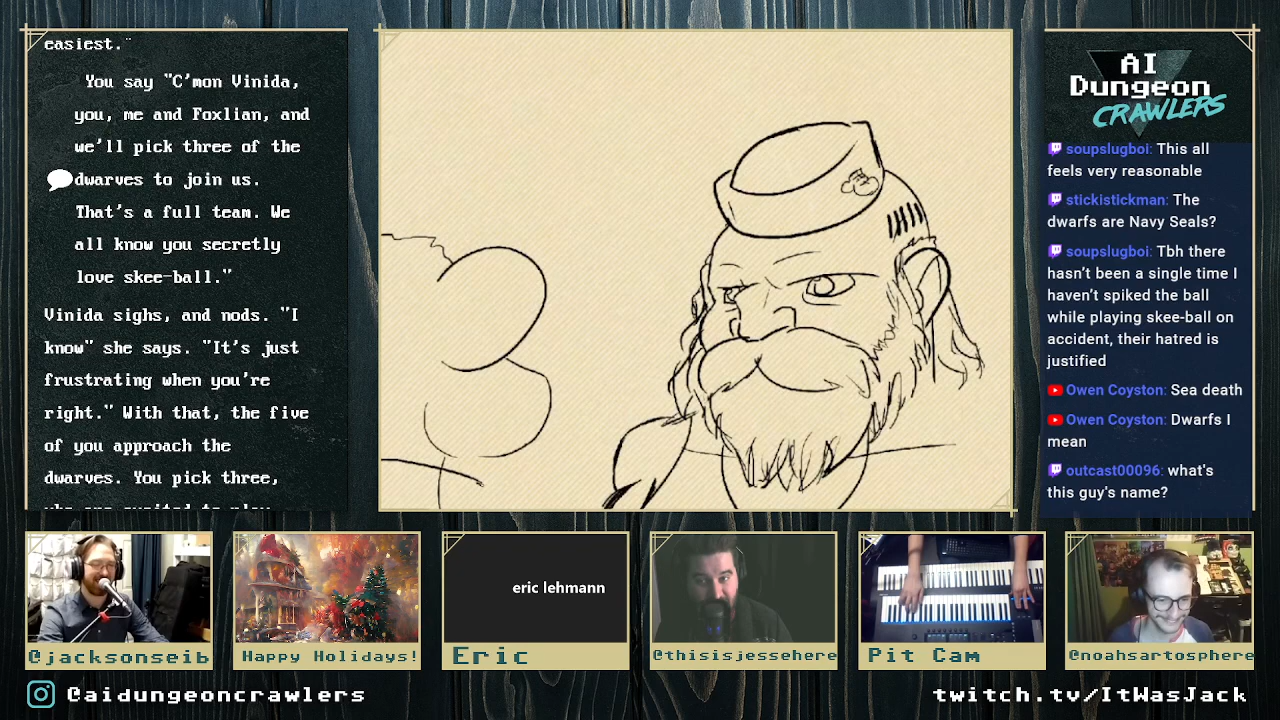 easiest."
You say "C'mon Vinida,
you, me and Foxlian, and
we'll pick three of the
dwarves to join us.
That's a full team. We
all know you secretly
love skee-ball."
Vinida sighs, and nods. "I
know" she says. "It's just
frustrating when you're
right." With that, the five
of you approach the
dwarves. You pick three,
AI
Dungeon
CRAWLERS
soupslugboi: This all
feels very reasonable
stickistickman: The
dwarfs are Navy Seals?
soupslugboi: Tbh there
hasn't been a single time I
haven't spiked the ball
while playing skee-ball on
accident, their hatred is
justified
Owen Coyston: Sea death
Owen Coyston: Dwarfs I
mean
outcast00096: what's
this guy's name?
eric lehmann
@jacksonseib
Happy Holidays!
Eric
@thisisjessehere
Pit Cam
@noahsartosphere
@aidungeoncrawlers
twitch.tv/ItWasJack